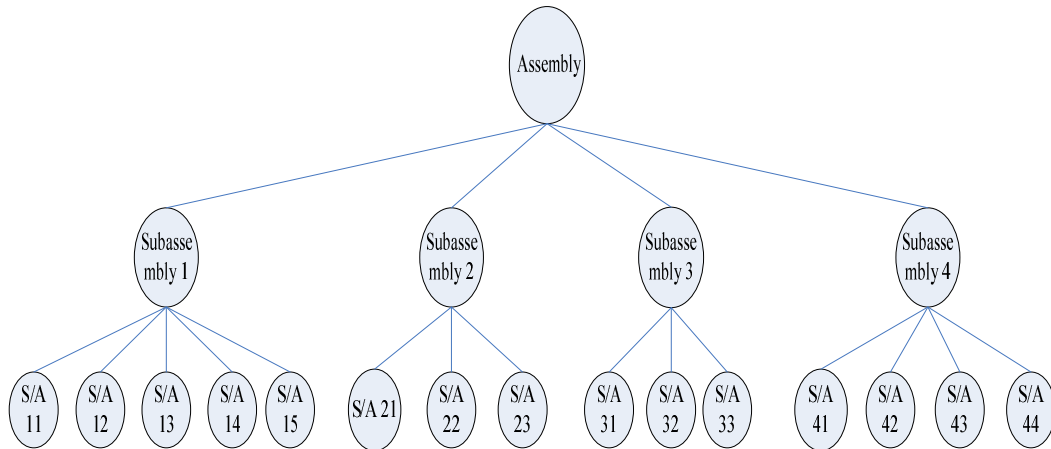 Assembly
Subasse
mbly 1
Subasse
mbly 2
Subasse
mbly 3
Subasse
mbly 4
S/A
11
S/A
12
S/A
13
S/A
14
S/A
15
S/A 21
S/A
22
S/A
23
S/A
31
S/A
32
S/A
33
S/A
41
S/A
42
S/A
43
S/A
44